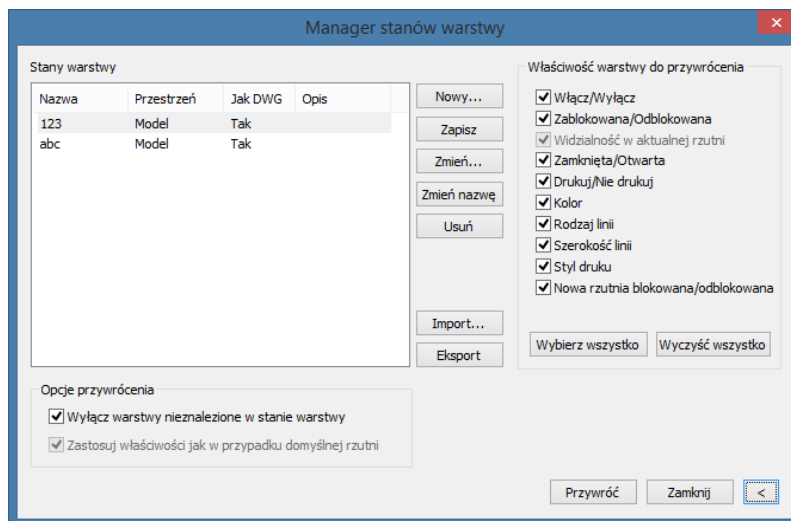 Manager stanów warstwy
Stany warstwy
Nazwa Przestrzeń Jak DWG Opis
123 Model Tak
abc Model Tak
Nowy...
Zapisz
Zmień...
Zmień nazwę
Usuń
Import...
Eksport
Właściwość warstwy do przywrócenia
Włącz/Wyłącz
Zablokowana/Odblokowana
Widzialność w aktualnej rzutni
Zamknięta/Otwarta
Drukuj/Nie drukuj
Kolor
Rodzaj linii
Szerokość linii
Styl druku
Nowa rzutnia blokowana/odblokowana
Wybierz wszystko Wyczyść wszystko
Opcje przywrócenia
Wyłącz warstwy nieznalezione w stanie warstwy
Zastosuj właściwości jak w przypadku domyślnej rzutni
Przywróć Zamknij <